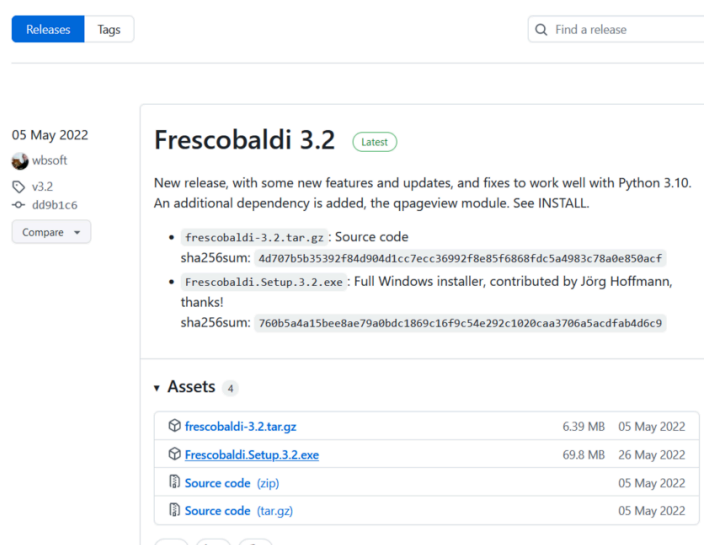 Releases Tags Find a release
05 May 2022
wbsoft
v3.2
dd9b1c6
Compare
Frescobaldi 3.2 Latest
New release, with some new features and updates, and fixes to work well with Python 3.10.
An additional dependency is added, the qpageview module. See INSTALL.
• frescobaldi-3.2.tar.gz : Source code
sha256sum: 4d707b5b35392f84d904d1cc7ecc36992f8e85f6868fdc5a4983c78a0e850acf
• Frescobaldi.Setup.3.2.exe : Full Windows installer, contributed by Jörg Hoffmann,
thanks!
sha256sum: 760b5a4a15bee8ae79a0bdc1869c16f9c54e292c1020caa3706a5acdfab4d6c9
Assets 4
frescobaldi-3.2.tar.gz 6.39 MB 05 May 2022
Frescobaldi.Setup.3.2.exe 69.8 MB 26 May 2022
Source code (zip) 05 May 2022
Source code (tar.gz) 05 May 2022